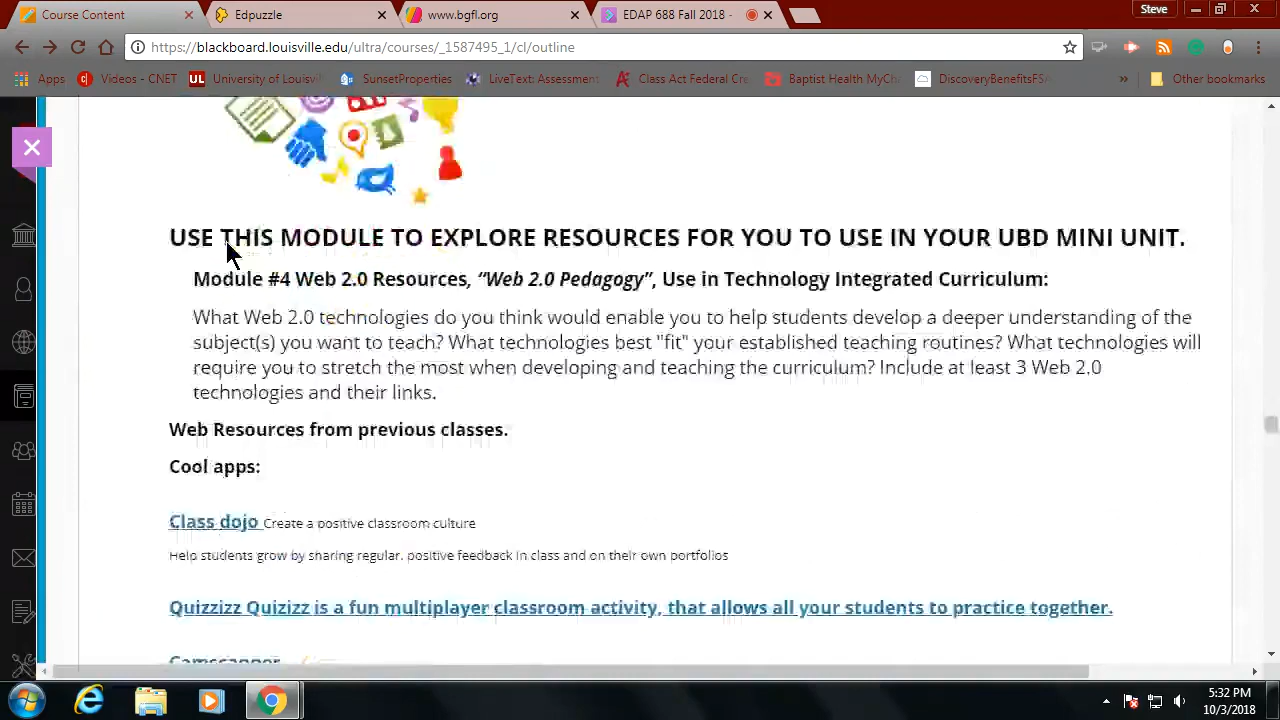 Course Content
Edpuzzle
www.bgfl.org
EDAP 688 Fall 2018 -
Steve
https://blackboard.louisville.edu/ultra/courses/_1587495_1/cl/outline
Apps
Videos - CNET
University of Louisvi
SunsetProperties
LiveText: Assessment
Class Act Federal Cre
Baptist Health MyCh
DiscoveryBenefitsFSA
Other bookmarks
USE THIS MODULE TO EXPLORE RESOURCES FOR YOU TO USE IN YOUR UBD MINI UNIT.
Module #4 Web 2.0 Resources, “Web 2.0 Pedagogy”, Use in Technology Integrated Curriculum:
What Web 2.0 technologies do you think would enable you to help students develop a deeper understanding of the
subject(s) you want to teach? What technologies best "fit" your established teaching routines? What technologies will
require you to stretch the most when developing and teaching the curriculum? Include at least 3 Web 2.0
technologies and their links.
Web Resources from previous classes.
Cool apps:
Class dojo Create a positive classroom culture
Help students grow by sharing regular. positive feedback in class and on their own portfolios
Quizzizz Quizizz is a fun multiplayer classroom activity, that allows all your students to practice together.
Camscanner
5:32 PM
10/3/2018